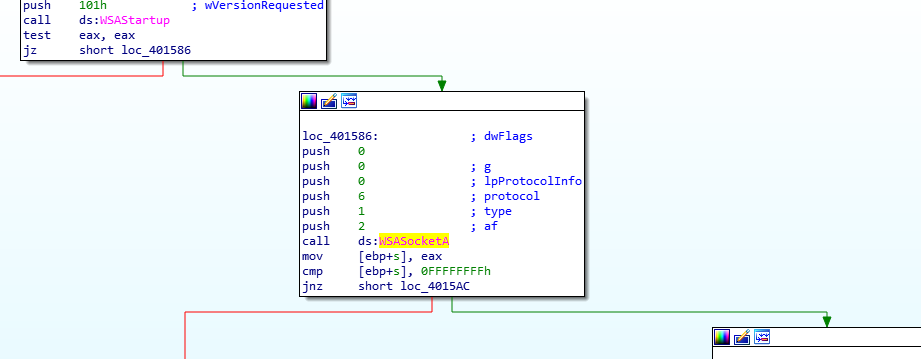 push    101h            ; wVersionRequested
call    ds:WSAStartup
test    eax, eax
jz      short loc_401586
loc_401586:             ; dwFlags
push    0
push    0               ; g
push    0               ; lpProtocolInfo
push    6               ; protocol
push    1               ; type
push    2               ; af
call    ds:WSASocketA
mov     [ebp+s], eax
cmp     [ebp+s], 0FFFFFFFFh
jnz     short loc_4015AC